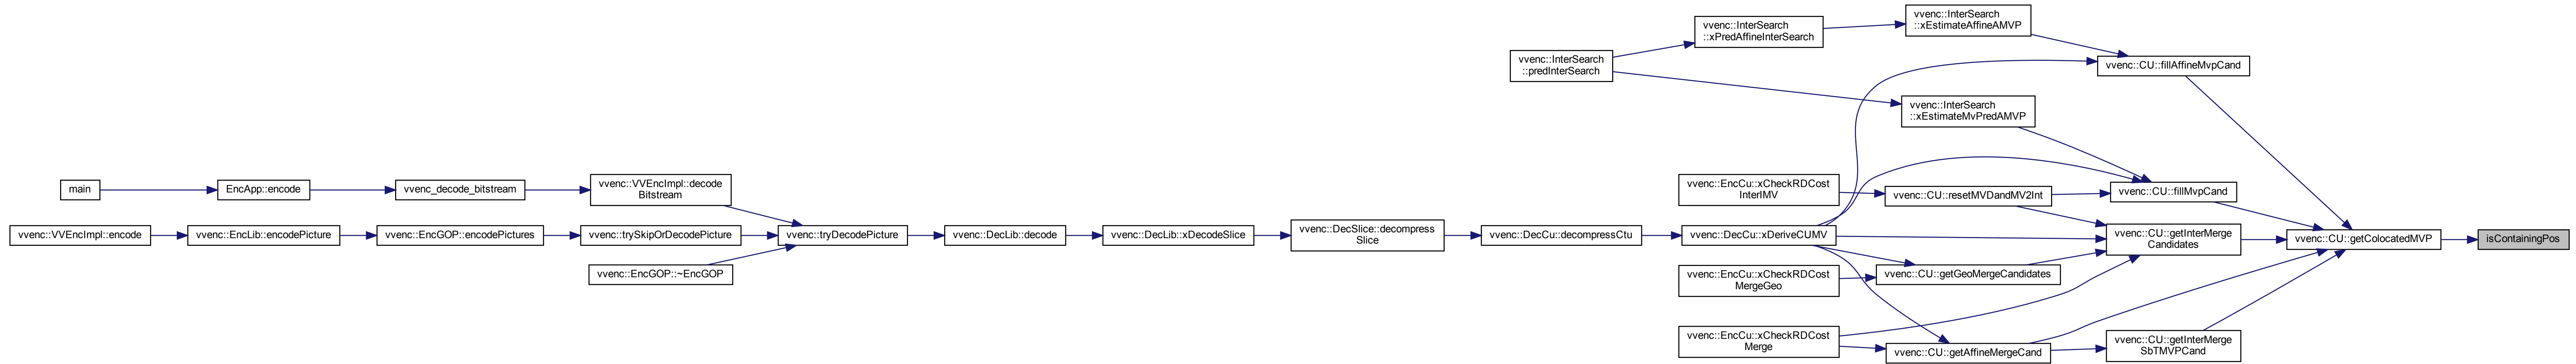 main
vvenc::VVEncImpl::encode
EncApp::encode
vvenc::EncLib::encodePicture
vvenc_decode_bitstream
vvenc::EncGOP::encodePictures
vvenc::VVEncImpl::decode
Bitstream
vvenc::trySkipOrDecodePicture
vvenc::EncGOP::~EncGOP
vvenc::tryDecodePicture
vvenc::DecLib::decode
vvenc::DecLib::xDecodeSlice
vvenc::DecSlice::decompress
Slice
vvenc::DecCu::decompressCtu
vvenc::InterSearch
::predInterSearch
vvenc::InterSearch
::xPredAffineInterSearch
vvenc::EncCu::xCheckRDCost
InterIMV
vvenc::DecCu::xDeriveCUMV
vvenc::EncCu::xCheckRDCost
MergeGeo
vvenc::EncCu::xCheckRDCost
Merge
vvenc::InterSearch
::xEstimateAffineAMVP
vvenc::InterSearch
::xEstimateMvPredAMVP
vvenc::CU::resetMVDandMV2Int
vvenc::CU::getGeoMergeCandidates
vvenc::CU::getAffineMergeCand
vvenc::CU::fillAffineMvpCand
vvenc::CU::fillMvpCand
vvenc::CU::getInterMerge
Candidates
vvenc::CU::getInterMerge
SbTMVPCand
vvenc::CU::getColocatedMVP
isContainingPos